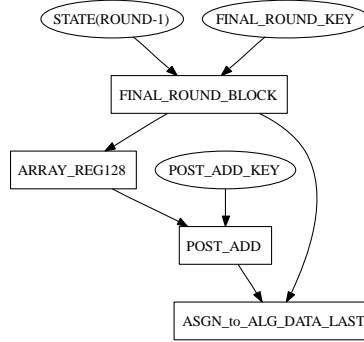 STATE(ROUND-1)
FINAL_ROUND_KEY
FINAL_ROUND_BLOCK
ARRAY_REG128
POST_ADD_KEY
POST_ADD
ASGN_to_ALG_DATA_LAST